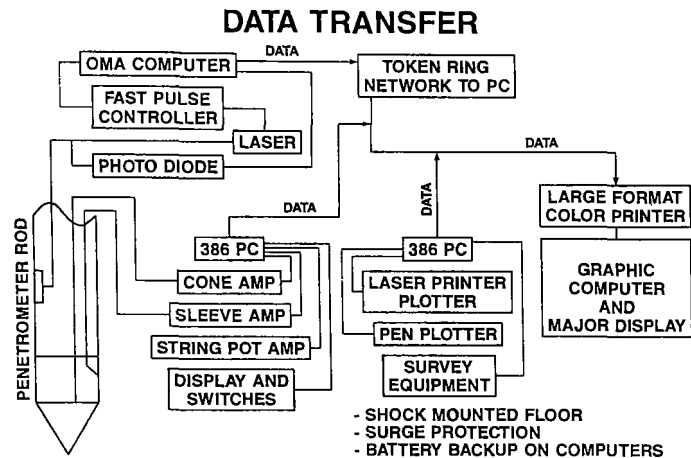 DATA TRANSFER
DATA
OMA COMPUTER
TOKEN RING
NETWORK TO PC
FAST PULSE
CONTROLLER
LASER
PHOTO DIODE
DATA
DATA
DATA
LARGE FORMAT
COLOR PRINTER
PENETROMETER ROD
386 PC
386 PC
CONE AMP
LASER PRINTER
PLOTTER
GRAPHIC
COMPUTER
AND
MAJOR DISPLAY
SLEEVE AMP
PEN PLOTTER
STRING POT AMP
SURVEY
EQUIPMENT
DISPLAY AND
SWITCHES
- SHOCK MOUNTED FLOOR
- SURGE PROTECTION
- BATTERY BACKUP ON COMPUTERS